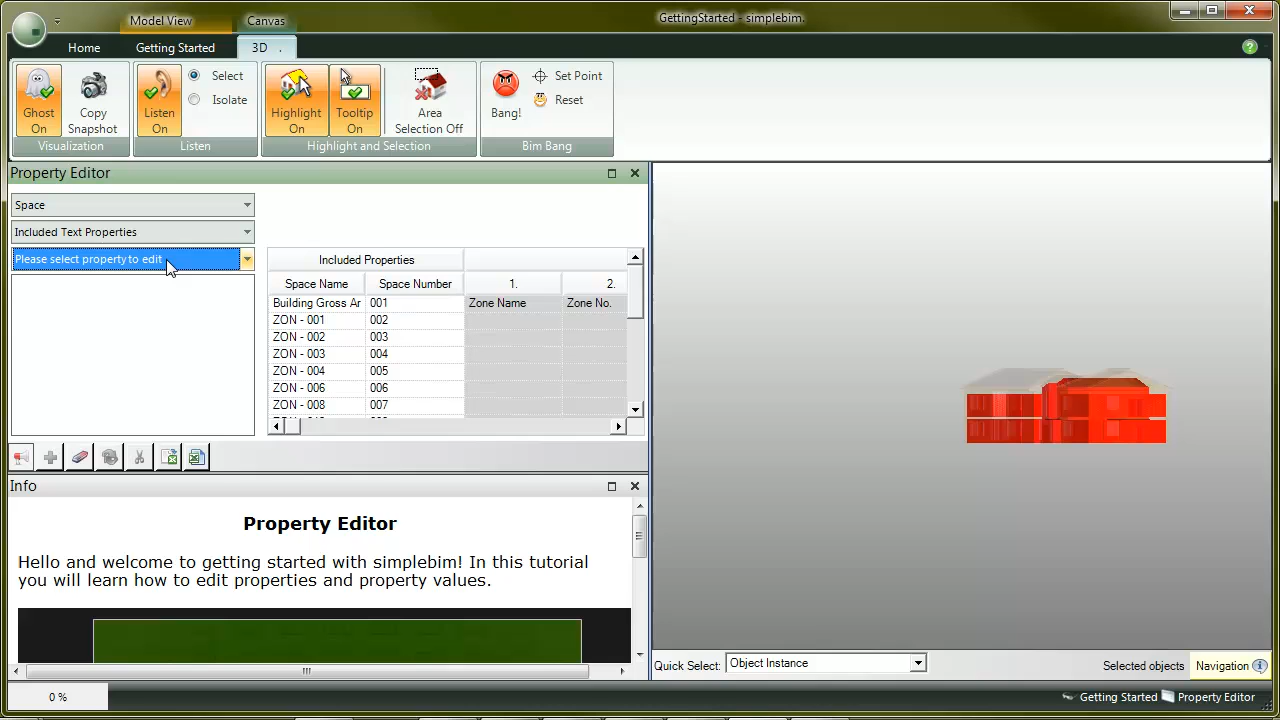 Model View
Canvas
GettingStarted - simplebim.
Home
Getting Started
3D
Ghost On
Copy Snapshot
Visualization
Listen On
Select
Isolate
Listen
Highlight On
Tooltip On
Area Selection Off
Highlight and Selection
Bang!
Set Point
Reset
Bim Bang
Property Editor
Space
Included Text Properties
Please select property to edit
Included Properties
Space Name Space Number 1. 2.
Building Gross Ar 001 Zone Name Zone No.
ZON - 001 002
ZON - 002 003
ZON - 003 004
ZON - 004 005
ZON - 006 006
ZON - 008 007
Info
Property Editor
Hello and welcome to getting started with simplebim! In this tutorial
you will learn how to edit properties and property values.
Quick Select: Object Instance
Selected objects
Navigation
0 %
Getting Started
Property Editor